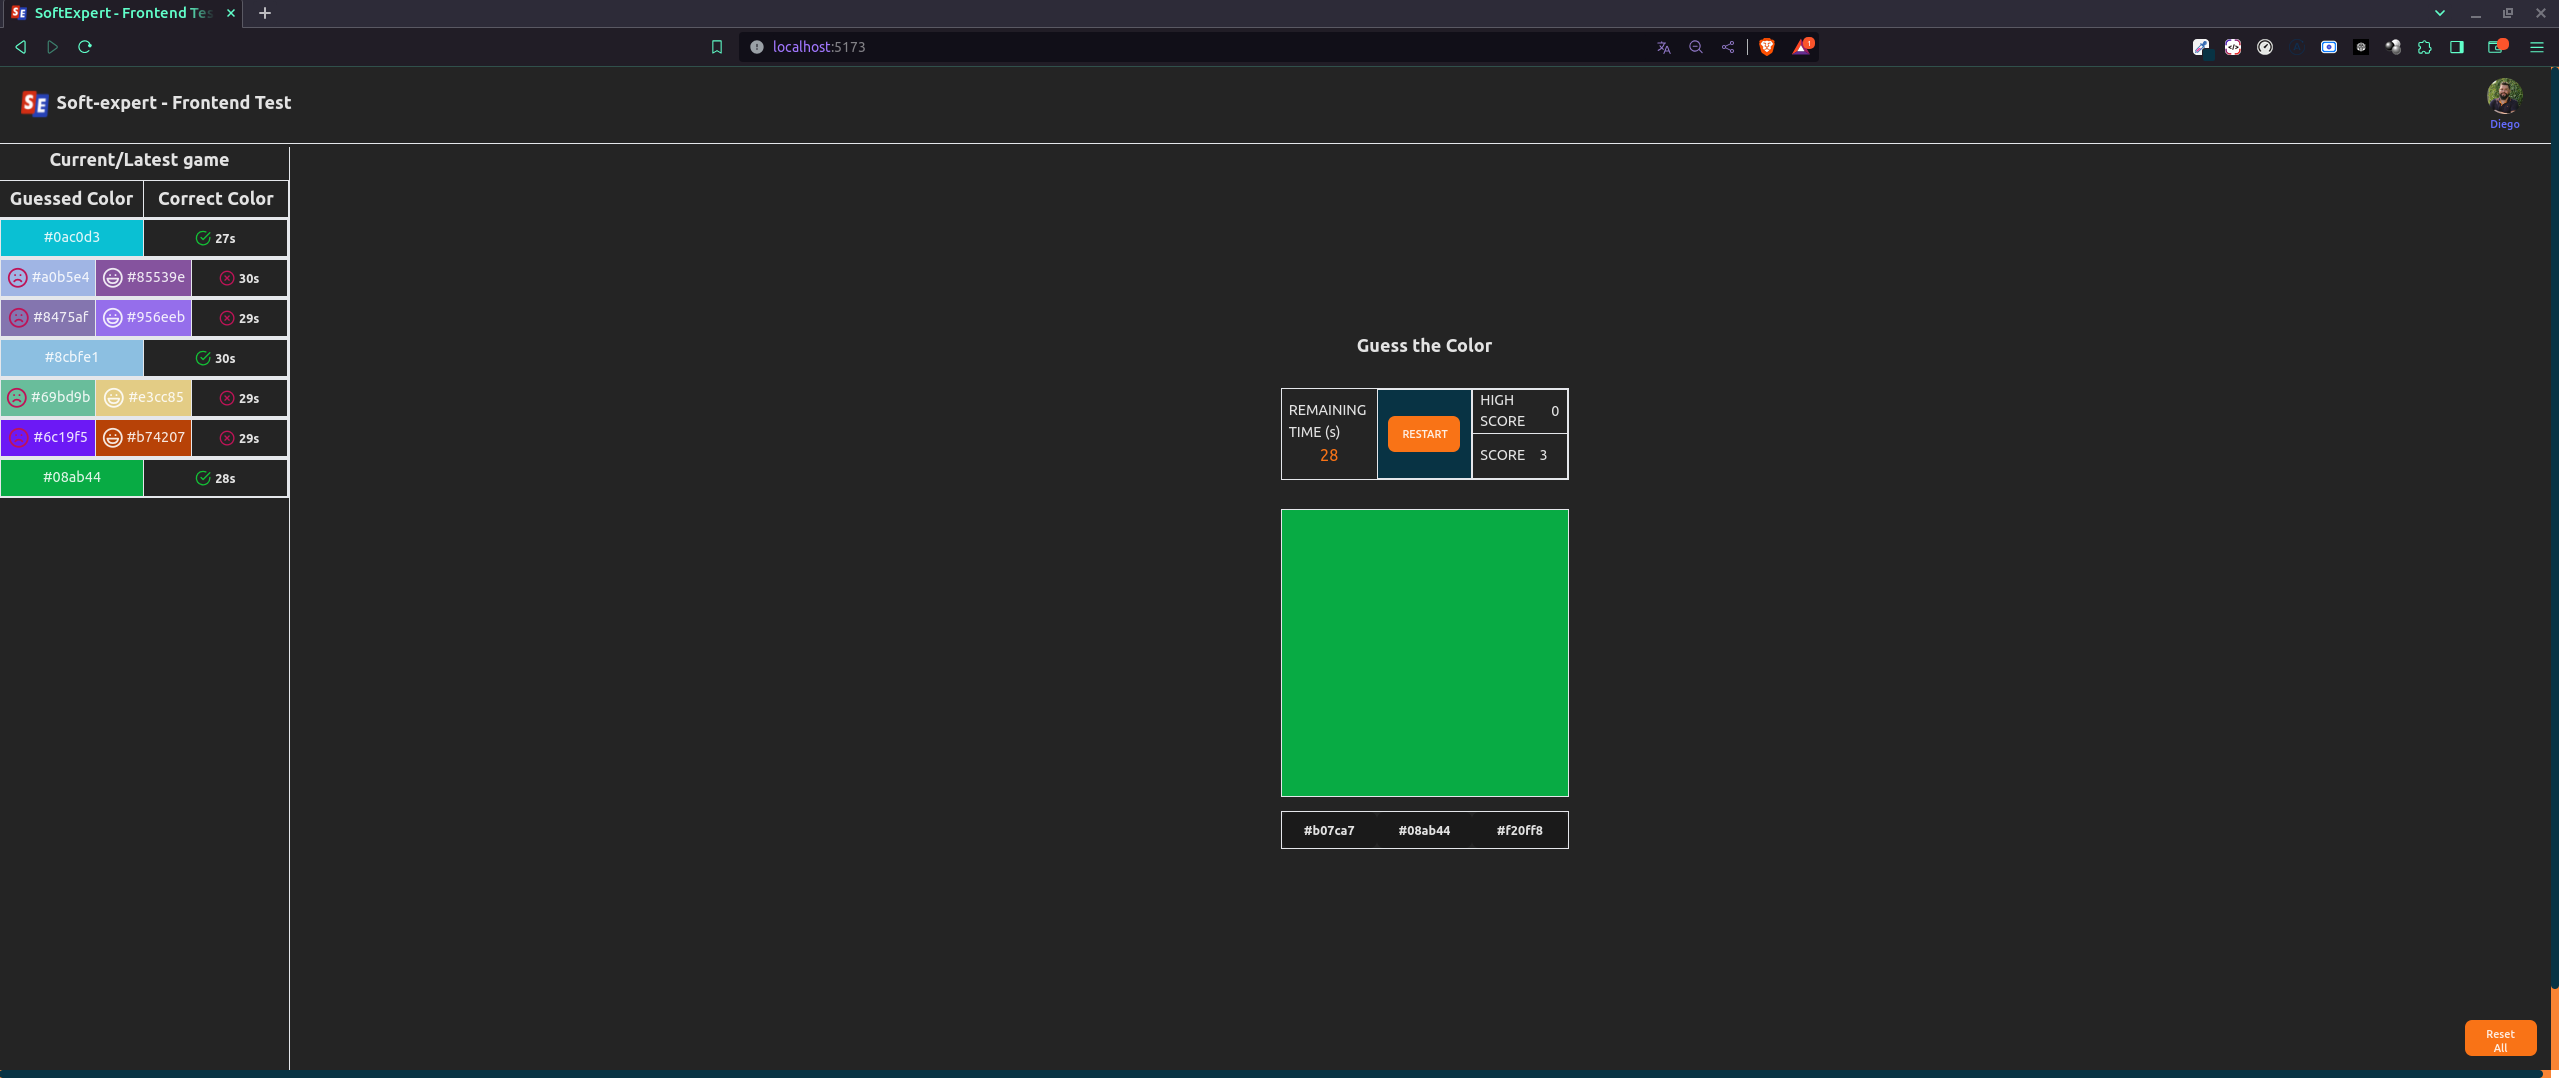 SoftExpert - Frontend Tes
localhost:5173
1
SE Soft-expert - Frontend Test
Diego
Current/Latest game
Guessed Color Correct Color
#0ac0d3 27s
#a0b5e4 #85539e 30s
#8475af #956eeb 29s
#8cbfe1 30s
#69bd9b #e3cc85 29s
#6c19f5 #b74207 29s
#08ab44 28s
Guess the Color
REMAINING
TIME (s)
28
RESTART
HIGH
SCORE 0
SCORE 3
#b07ca7 #08ab44 #f20ff8
Reset
All